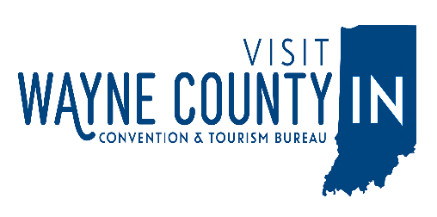 VISIT
WAYNE COUNTY IN
CONVENTION & TOURISM BUREAU